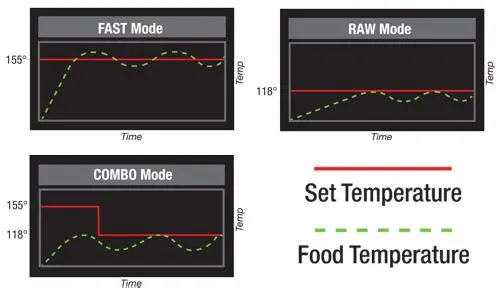 FAST Mode
155°
Temp
Time
RAW Mode
118°
Temp
Time
COMBO Mode
155°
118°
Temp
Time
Set Temperature
Food Temperature